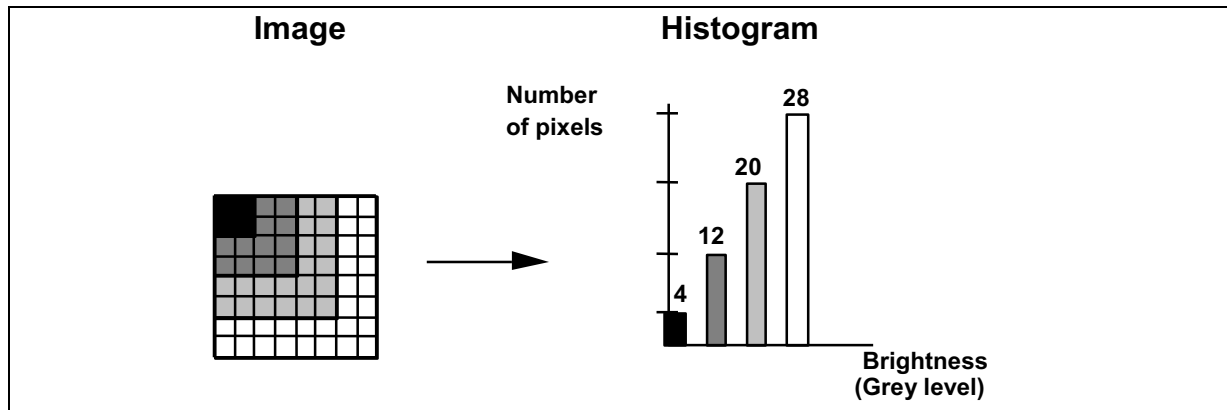 Image
Histogram
Number
of pixels
28
20
12
4
Brightness
(Grey level)